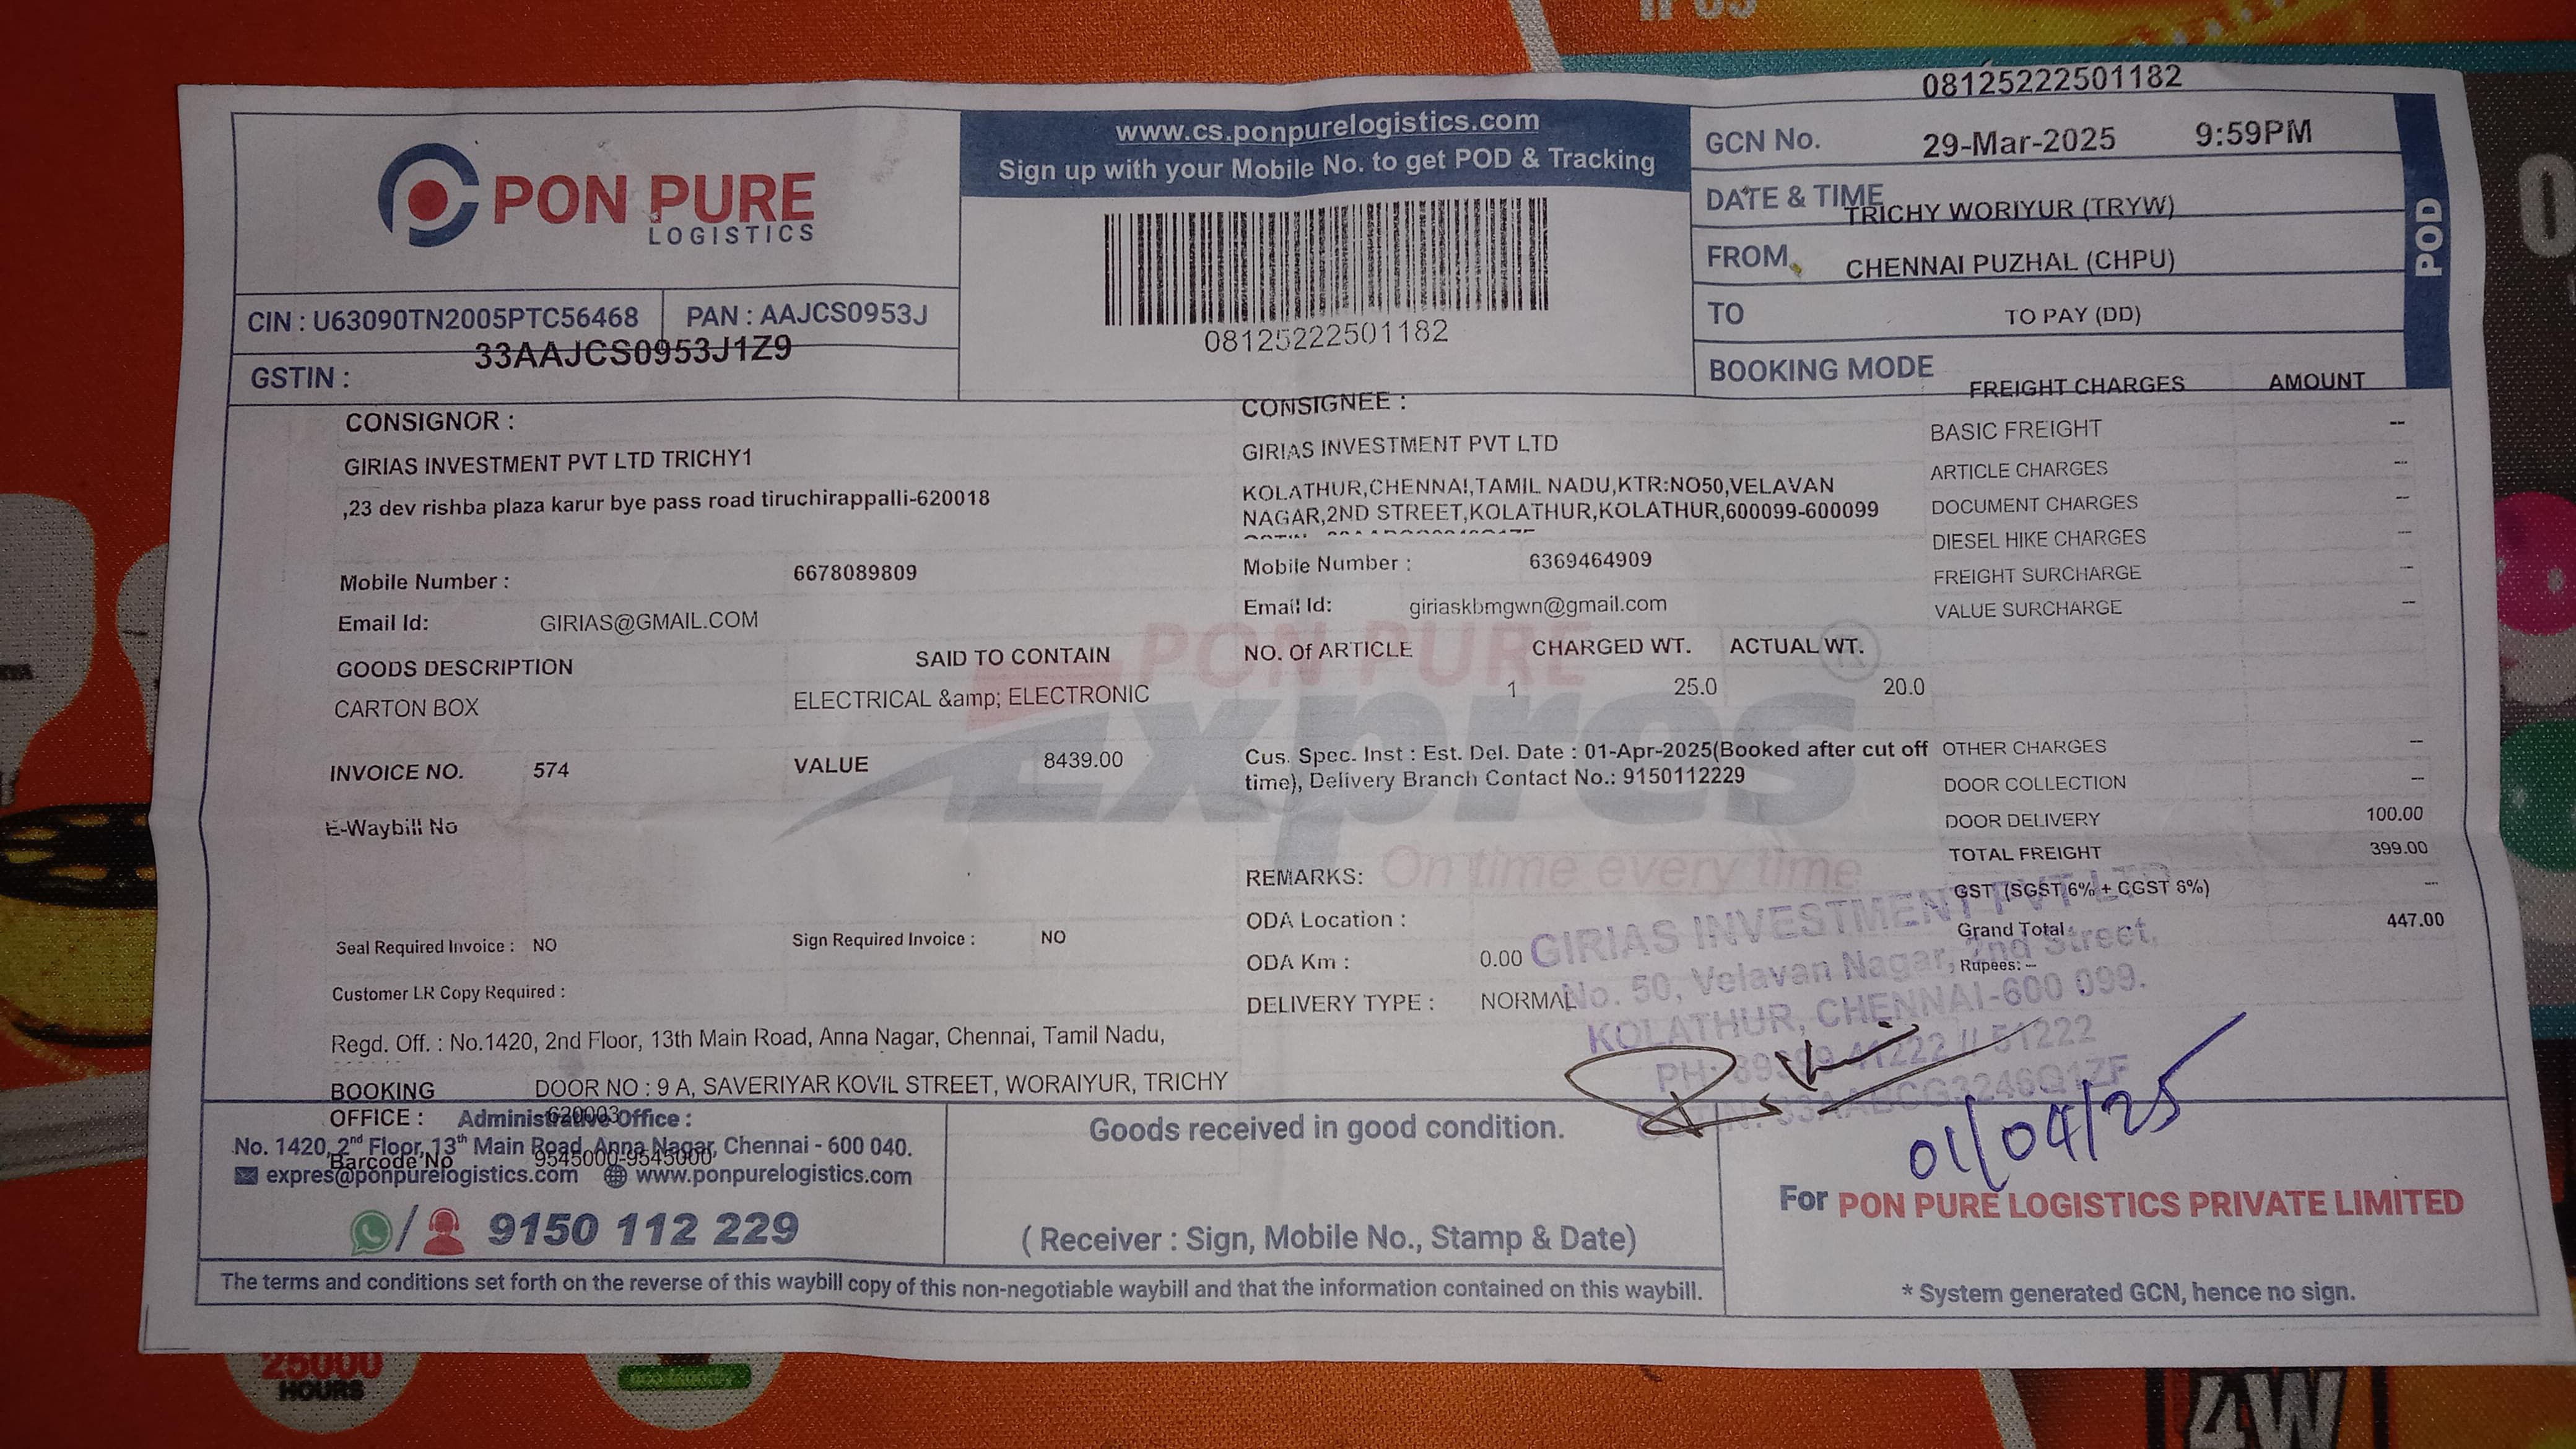 08125222501182
PON PURE
LOGISTICS
www.cs.ponpurelogistics.com
Sign up with your Mobile No. to get POD & Tracking
08125222501182
GCN No. 29-Mar-2025 9:59PM
DATE & TIME TRICHY WORIYUR (TRYW)
FROM CHENNAI PUZHAL (CHPU)
TO TO PAY (DD)
BOOKING MODE
POD
CIN : U63090TN2005PTC56468 PAN : AAJCS0953J
GSTIN : 33AAJCS0953J1Z9
CONSIGNOR :
GIRIAS INVESTMENT PVT LTD TRICHY1
,23 dev rishba plaza karur bye pass road tiruchirappalli-620018
Mobile Number : 6678089809
Email Id: GIRIAS@GMAIL.COM
CONSIGNEE :
GIRIAS INVESTMENT PVT LTD
KOLATHUR,CHENNAI,TAMIL NADU,KTR:NO50,VELAVAN
NAGAR,2ND STREET,KOLATHUR,KOLATHUR,600099-600099
Mobile Number : 6369464909
Email Id: giriaskbmgwn@gmail.com
FREIGHT CHARGES AMOUNT
BASIC FREIGHT --
ARTICLE CHARGES --
DOCUMENT CHARGES --
DIESEL HIKE CHARGES --
FREIGHT SURCHARGE --
VALUE SURCHARGE --
GOODS DESCRIPTION SAID TO CONTAIN NO. Of ARTICLE CHARGED WT. ACTUAL WT.
CARTON BOX ELECTRICAL &amp; ELECTRONIC 1 25.0 20.0
PON PURE
Expres ®
On time every time
INVOICE NO. 574 VALUE 8439.00
Cus. Spec. Inst : Est. Del. Date : 01-Apr-2025(Booked after cut off
time), Delivery Branch Contact No.: 9150112229
E-Waybill No
OTHER CHARGES --
DOOR COLLECTION --
DOOR DELIVERY 100.00
TOTAL FREIGHT 399.00
GST (SGST 6% + CGST 6%) --
Grand Total 447.00
Rupees: --
REMARKS:
ODA Location :
ODA Km : 0.00
DELIVERY TYPE : NORMAL
Seal Required Invoice : NO Sign Required Invoice : NO
Customer LR Copy Required :
Regd. Off. : No.1420, 2nd Floor, 13th Main Road, Anna Nagar, Chennai, Tamil Nadu,
BOOKING OFFICE : DOOR NO : 9 A, SAVERIYAR KOVIL STREET, WORAIYUR, TRICHY
620003
Barcode No 9545000-9545000
GIRIAS INVESTMENT PVT LTD
No. 50, Velavan Nagar, 2nd Street,
KOLATHUR, CHENNAI-600 099.
PH: 89399 41222 // 51222
GSTIN: 33AABCG3246Q1ZF
01/04/25
Administrative Office :
No. 1420, 2nd Floor, 13th Main Road, Anna Nagar, Chennai - 600 040.
expres@ponpurelogistics.com www.ponpurelogistics.com
/ 9150 112 229
Goods received in good condition.
( Receiver : Sign, Mobile No., Stamp & Date)
For PON PURE LOGISTICS PRIVATE LIMITED
* System generated GCN, hence no sign.
The terms and conditions set forth on the reverse of this waybill copy of this non-negotiable waybill and that the information contained on this waybill.
25000
HOURS
4W